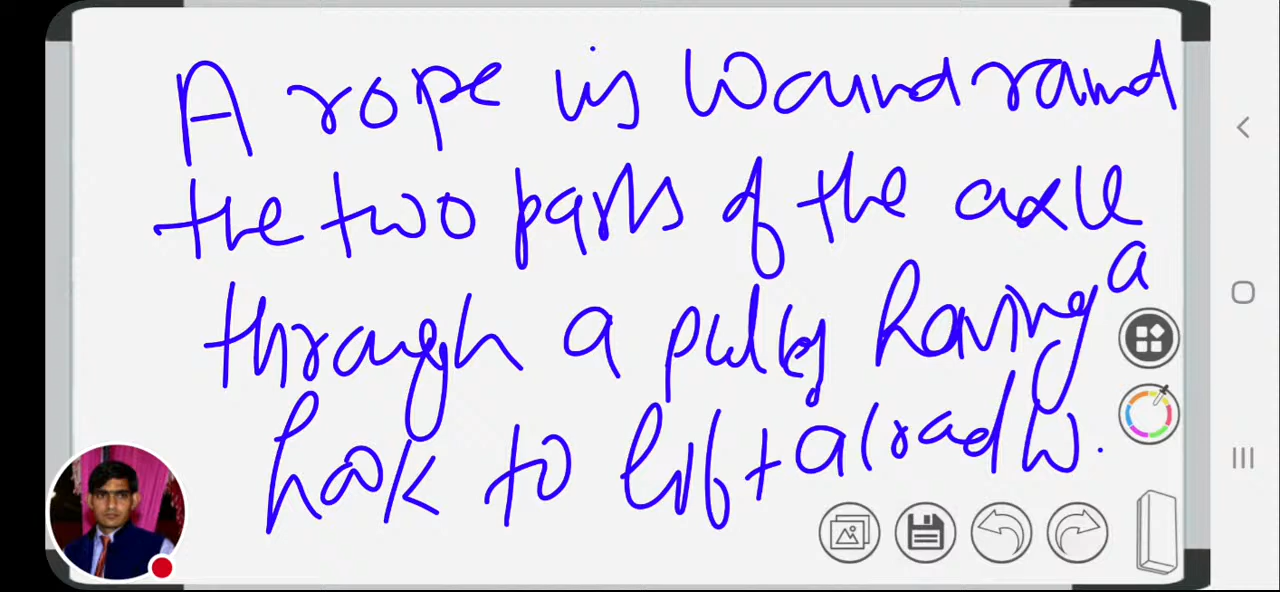 A rope is Wound round
the two parts of the axle
through a pulley having a
hook to lift a load W.